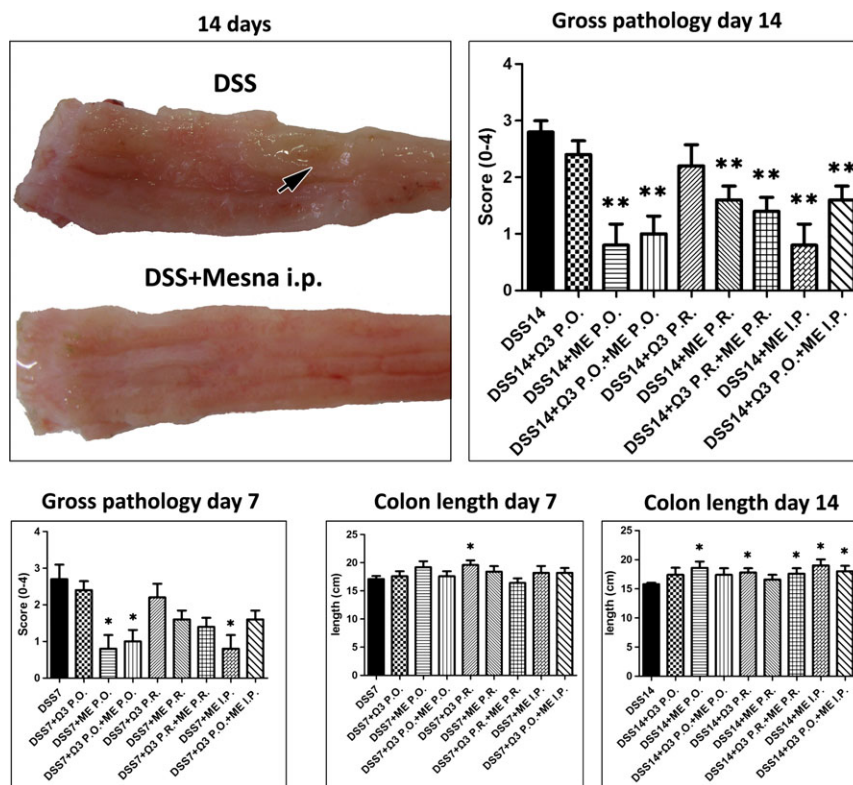 14 days
DSS
DSS+Mesna i.p.
Gross pathology day 14
Score (0-4)
4
3
2
1
0
** ** ** ** ** **
DSS14
DSS14+Ω3 P.O.
DSS14+ME P.O.
DSS14+Ω3 P.O.+ME P.O.
DSS14+Ω3 P.R.
DSS14+ME P.R.
DSS14+Ω3 P.R.+ME P.R.
DSS14+ME I.P.
DSS14+Ω3 P.O.+ME I.P.
Gross pathology day 7
Score (0-4)
4
3
2
1
0
* * *
DSS7
DSS7+Ω3 P.O.
DSS7+ME P.O.
DSS7+Ω3 P.O.+ME P.O.
DSS7+Ω3 P.R.
DSS7+ME P.R.
DSS7+Ω3 P.R.+ME P.R.
DSS7+ME I.P.
DSS7+Ω3 P.O.+ME I.P.
Colon length day 7
length (cm)
25
20
15
10
5
0
*
DSS7
DSS7+Ω3 P.O.
DSS7+ME P.O.
DSS7+Ω3 P.O.+ME P.O.
DSS7+Ω3 P.R.
DSS7+ME P.R.
DSS7+Ω3 P.R.+ME P.R.
DSS7+ME I.P.
DSS7+Ω3 P.O.+ME I.P.
Colon length day 14
length (cm)
25
20
15
10
5
0
* * * * *
DSS14
DSS14+Ω3 P.O.
DSS14+ME P.O.
DSS14+Ω3 P.O.+ME P.O.
DSS14+Ω3 P.R.
DSS14+ME P.R.
DSS14+Ω3 P.R.+ME P.R.
DSS14+ME I.P.
DSS14+Ω3 P.O.+ME I.P.